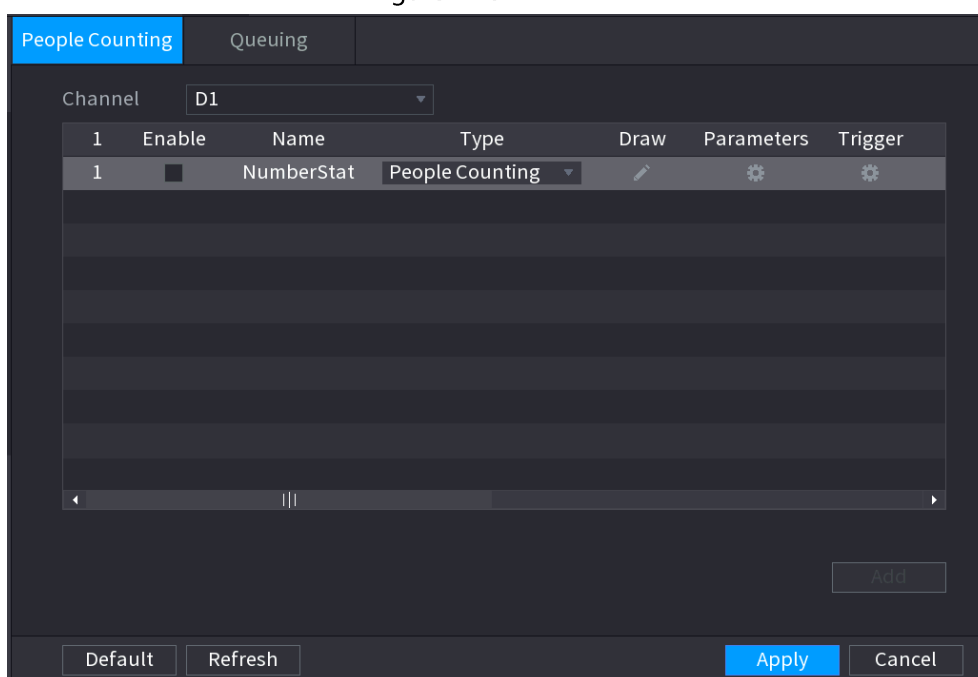 People Counting Queuing
Channel D1
1 Enable Name Type Draw Parameters Trigger
1 NumberStat People Counting
Add
Default Refresh Apply Cancel